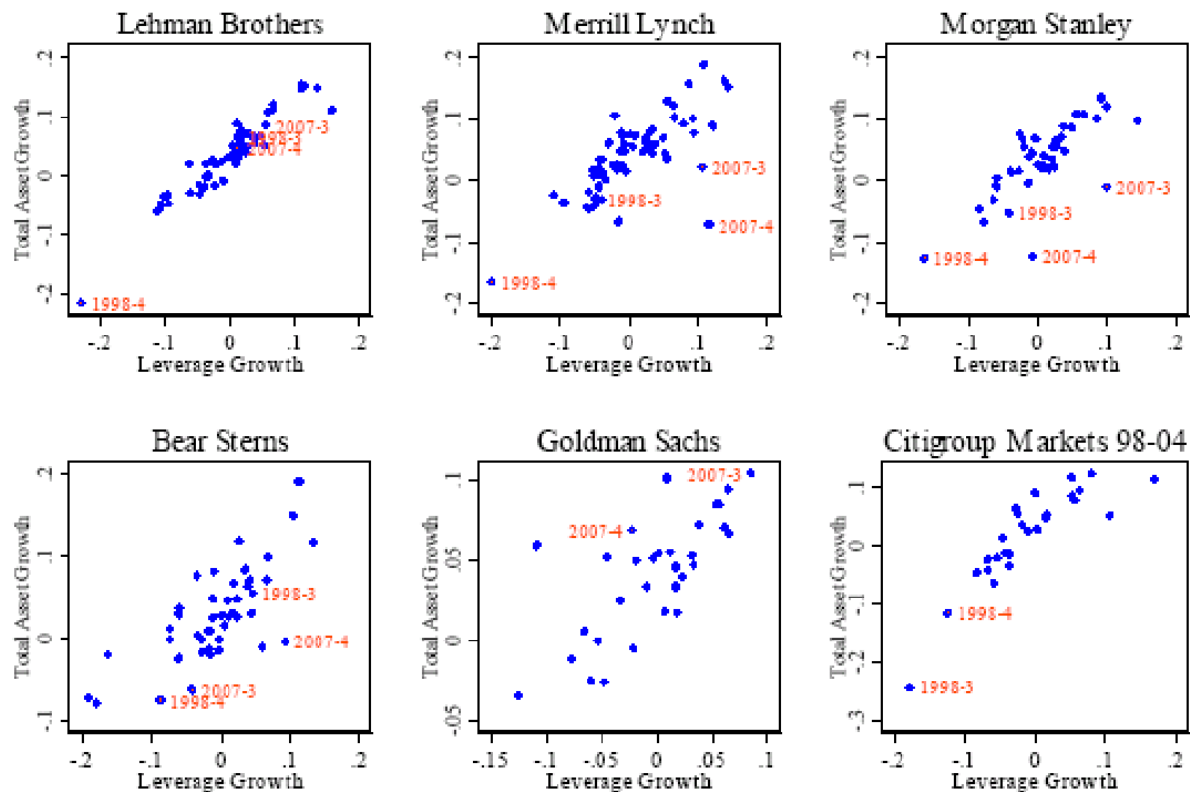 Lehman Brothers
Total Asset Growth
.2
.1
0
-.1
-.2
2007-3
1998-3
2007-4
1998-4
-.2 -.1 0 .1 .2
Leverage Growth
Merrill Lynch
Total Asset Growth
.2
.1
0
-.1
-.2
2007-3
1998-3
2007-4
1998-4
-.2 -.1 0 .1 .2
Leverage Growth
Morgan Stanley
Total Asset Growth
.2
.1
0
-.1
-.2
2007-3
1998-3
1998-4
2007-4
-.2 -.1 0 .1 .2
Leverage Growth
Bear Sterns
Total Asset Growth
.2
.1
0
-.1
1998-3
2007-4
2007-3
1998-4
-.2 -.1 0 .1 .2
Leverage Growth
Goldman Sachs
Total Asset Growth
.1
.05
0
-.05
2007-3
2007-4
-.15 -.1 -.05 0 .05 .1
Leverage Growth
Citigroup Markets 98-04
Total Asset Growth
.1
0
-.1
-.2
-.3
1998-4
1998-3
-.2 -.1 0 .1 .2
Leverage Growth